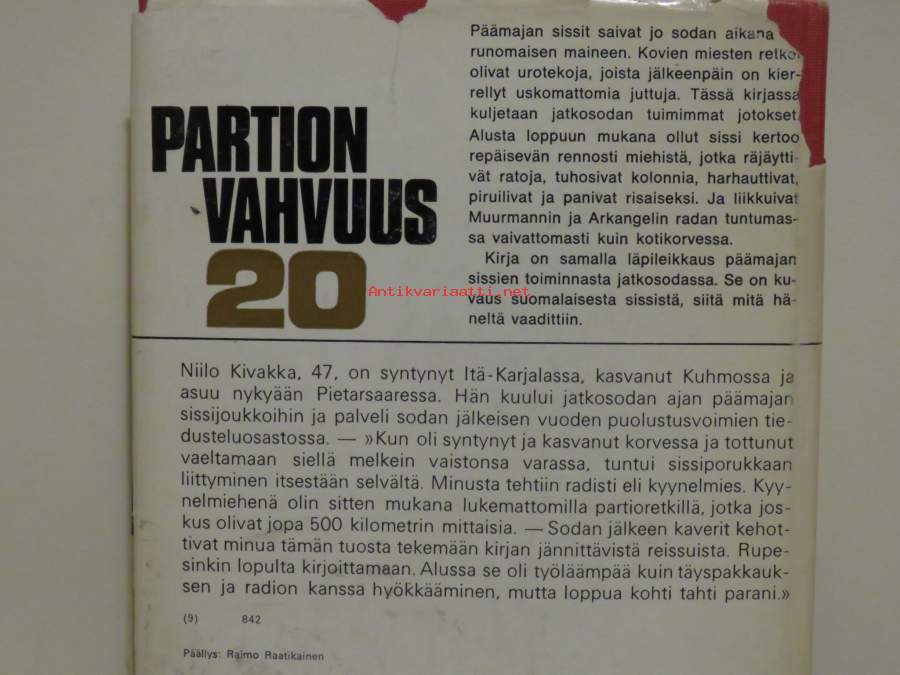 Päämajan sissit saivat jo sodan aikana
runomaisen maineen. Kovien miesten
olivat urotekoja, joista jälkeenpäin on kier-
rellyt uskomattomia juttuja. Tässä kirjassa
kuljetaan jatkosodan tuimimmat jotokset.
Alusta loppuun mukana ollut sissi kertoo
repäisevän rennosti miehistä, jotka räjäytti-
vät ratoja, tuhosivat kolonnia, harhauttivat,
piruilivat ja panivat risaiseksi. Ja liikkuivat
Muurmannin ja Arkangelin radan tuntumas-
sa vaivattomasti kuin kotikorvessa.
Kirja on samalla läpileikkaus päämajan
sissien toiminnasta jatkosodassa. Se on ku-
vaus suomalaisesta sissistä, siitä mitä hä-
neltä vaadittiin.
PARTION
VAHVUUS
20
Antikvariaatti.net
Niilo Kivakka, 47, on syntynyt Itä-Karjalassa, kasvanut Kuhmossa ja
asuu nykyään Pietarsaaressa. Hän kuului jatkosodan ajan päämajan
sissijoukkoihin ja palveli sodan jälkeisen vuoden puolustusvoimien tie-
dusteluosastossa. — »Kun oli syntynyt ja kasvanut korvessa ja tottunut
vaeltamaan siellä melkein vaistonsa varassa, tuntui sissiporukkaan
liittyminen itsestään selvältä. Minusta tehtiin radisti eli kyynelmies. Kyy-
nelmiehenä olin sitten mukana lukemattomilla partioretkillä, jotka jos-
kus olivat jopa 500 kilometrin mittaisia. — Sodan jälkeen kaverit kehot-
tivat minua tämän tuosta tekemään kirjan jännittävistä reissuista. Rupe-
sinkin lopulta kirjoittamaan. Alussa se oli työläämpää kuin täyspakkauk-
sen ja radion kanssa hyökkääminen, mutta loppua kohti tahti parani.»
(9) 842
Päällys: Raimo Raatikainen